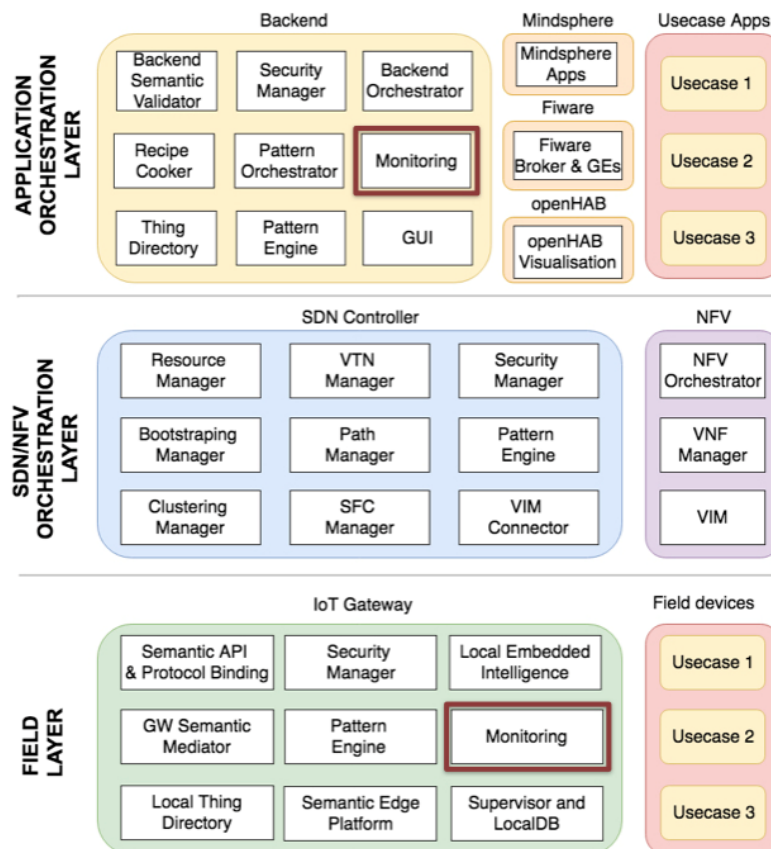 APPLICATION
ORCHESTRATION
LAYER
Backend
Backend
Semantic
Validator
Security
Manager
Backend
Orchestrator
Recipe
Cooker
Pattern
Orchestrator
Monitoring
Thing
Directory
Pattern
Engine
GUI
Mindsphere
Mindsphere
Apps
Fiware
Fiware
Broker & GEs
openHAB
openHAB
Visualisation
Usecase Apps
Usecase 1
Usecase 2
Usecase 3
SDN/NFV
ORCHESTRATION
LAYER
SDN Controller
Resource
Manager
VTN
Manager
Security
Manager
Bootstraping
Manager
Path
Manager
Pattern
Engine
Clustering
Manager
SFC
Manager
VIM
Connector
NFV
NFV
Orchestrator
VNF
Manager
VIM
FIELD
LAYER
IoT Gateway
Semantic API
& Protocol Binding
Security
Manager
Local Embedded
Intelligence
GW Semantic
Mediator
Pattern
Engine
Monitoring
Local Thing
Directory
Semantic Edge
Platform
Supervisor and
LocalDB
Field devices
Usecase 1
Usecase 2
Usecase 3